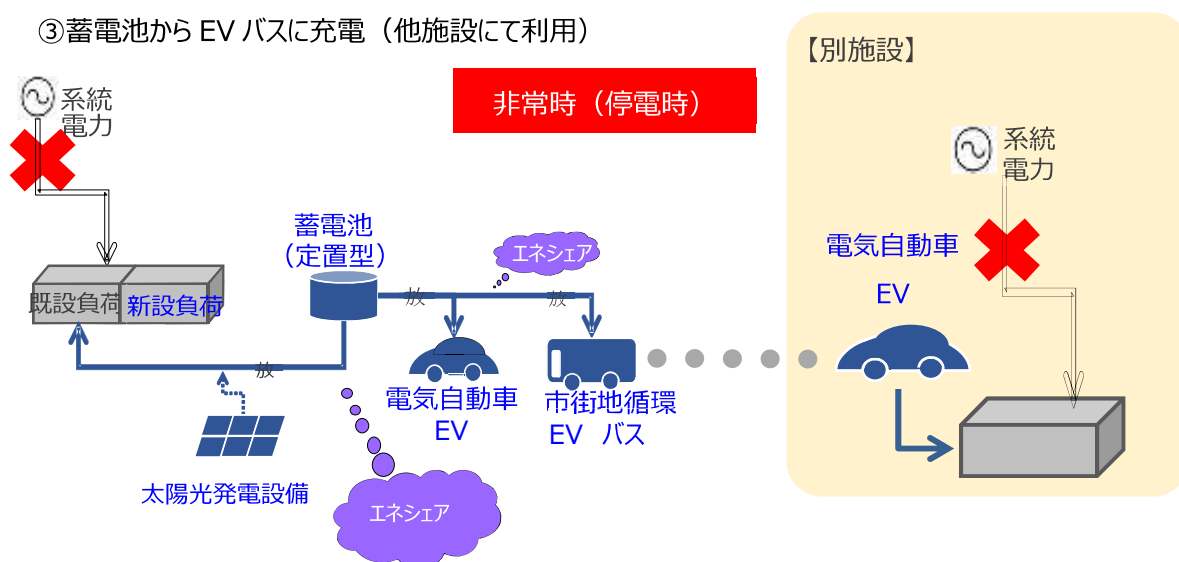 ③蓄電池から EV バスに充電（他施設にて利用）
【別施設】
非常時（停電時）
系統
電力
系統
電力
蓄電池
（定置型）
エネシェア
電気自動車
EV
既設負荷
新設負荷
放
放
放
電気自動車
EV
市街地循環
EV バス
太陽光発電設備
エネシェア